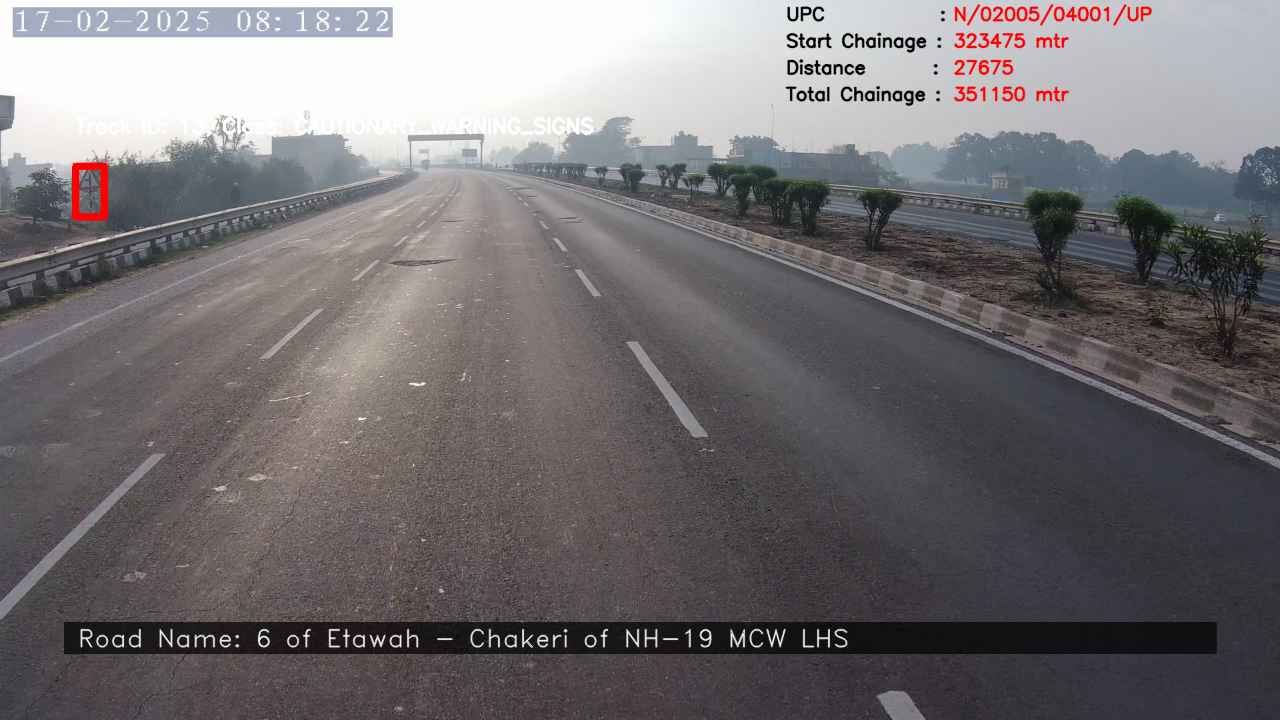 17-02-2025 08:18:22
UPC : N/02005/04001/UP
Start Chainage : 323475 mtr
Distance : 27675
Total Chainage : 351150 mtr
Track ID: 13, Class: CAUTIONARY_WARNING_SIGNS
Road Name: 6 of Etawah - Chakeri of NH-19 MCW LHS